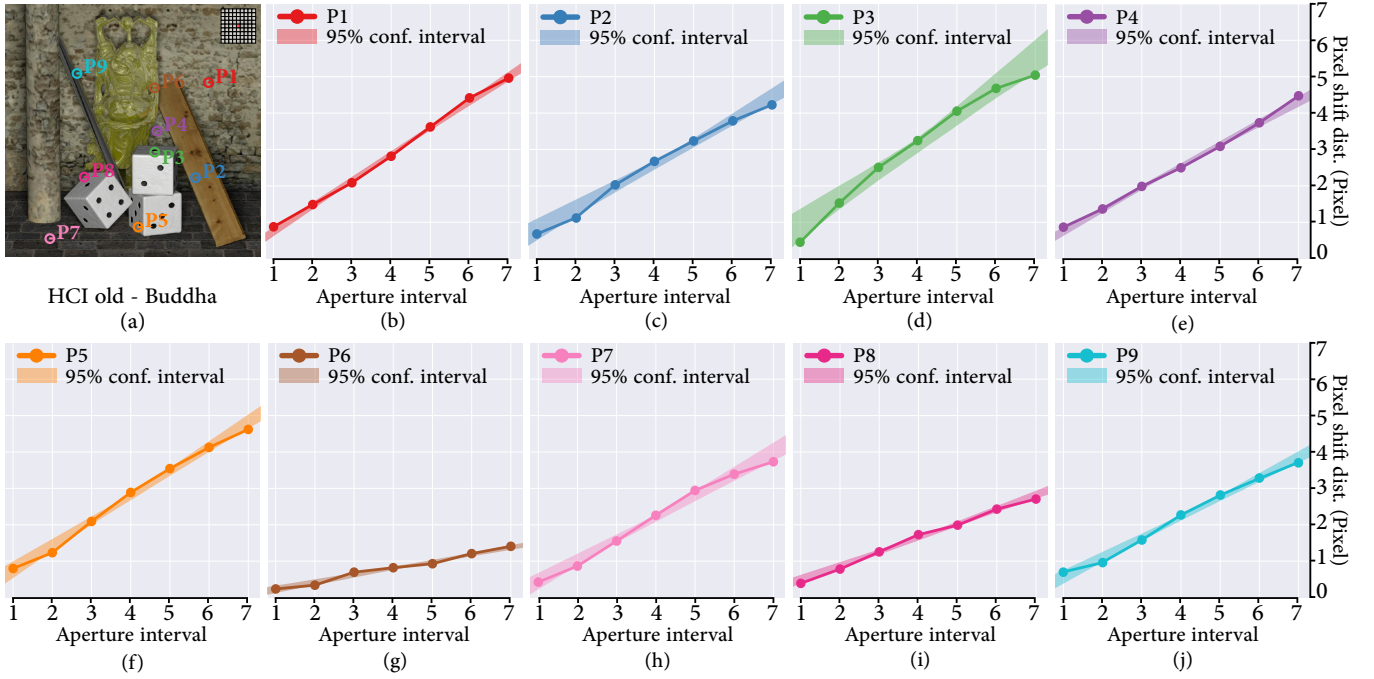 P9
P6
P1
P4
P3
P8
P2
P5
P7
HCI old - Buddha
(a)
P1
95% conf. interval
1 2 3 4 5 6 7
Aperture interval
(b)
P2
95% conf. interval
1 2 3 4 5 6 7
Aperture interval
(c)
P3
95% conf. interval
1 2 3 4 5 6 7
Aperture interval
(d)
P4
95% conf. interval
1 2 3 4 5 6 7
Aperture interval
(e)
7
6
5
4
3
2
1
0
Pixel shift dist. (Pixel)
P5
95% conf. interval
1 2 3 4 5 6 7
Aperture interval
(f)
P6
95% conf. interval
1 2 3 4 5 6 7
Aperture interval
(g)
P7
95% conf. interval
1 2 3 4 5 6 7
Aperture interval
(h)
P8
95% conf. interval
1 2 3 4 5 6 7
Aperture interval
(i)
P9
95% conf. interval
1 2 3 4 5 6 7
Aperture interval
(j)
7
6
5
4
3
2
1
0
Pixel shift dist. (Pixel)